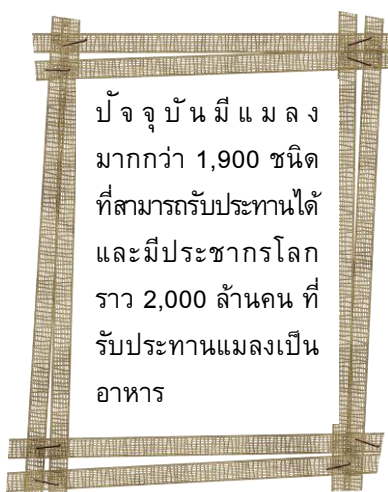 ปัจจุบันมีแมลง
มากกว่า 1,900 ชนิด
ที่สามารถรับประทานได้
และมีประชากรโลก
ราว 2,000 ล้านคน ที่
รับประทานแมลงเป็น
อาหาร